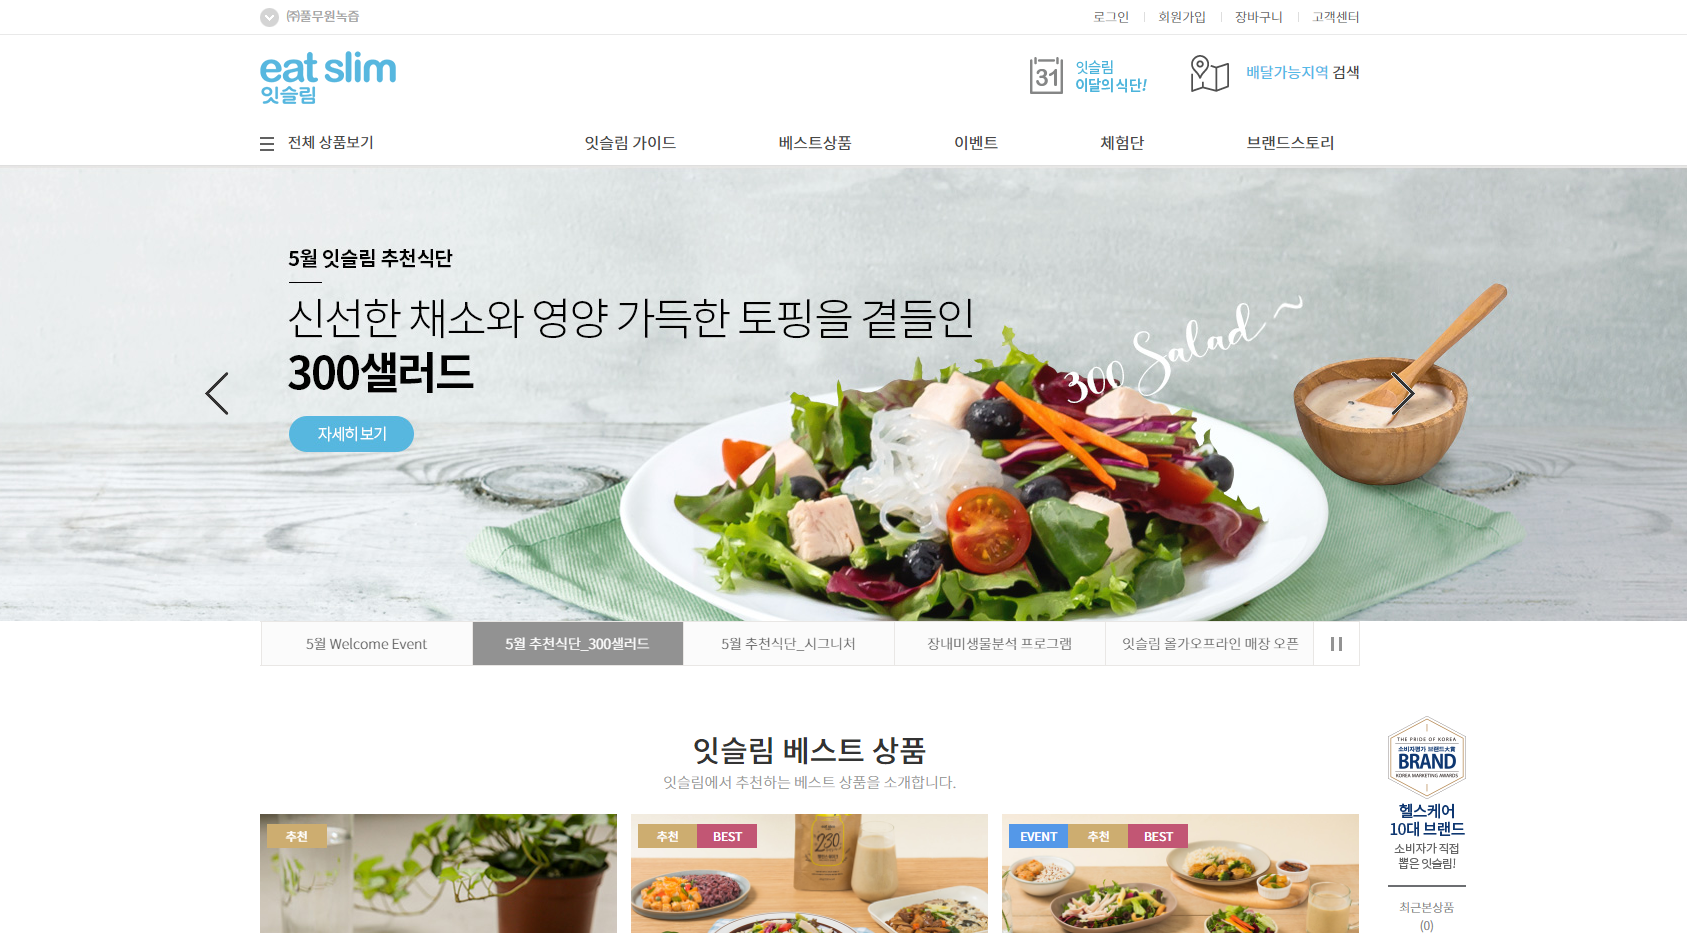 ㈜풀무원녹즙
로그인
회원가입
장바구니
고객센터
eat slim
잇슬림
31
잇슬림
이달의 식단!
배달가능지역 검색
전체 상품보기
잇슬림 가이드
베스트상품
이벤트
체험단
브랜드스토리
5월 잇슬림 추천식단
신선한 채소와 영양 가득한 토핑을 곁들인
300샐러드
자세히 보기
300 Salad ~
5월 Welcome Event
5월 추천식단_300샐러드
5월 추천식단_시그니처
장내미생물분석 프로그램
잇슬림 올가오프라인 매장 오픈
잇슬림 베스트 상품
잇슬림에서 추천하는 베스트 상품을 소개합니다.
추천
추천
BEST
230
EVENT
추천
BEST
THE PRIDE OF KOREA
소비자평가 브랜드大賞
BRAND
KOREA MARKETING AWARDS
헬스케어
10대 브랜드
소비자가 직접
뽑은 잇슬림!
최근본상품
(0)